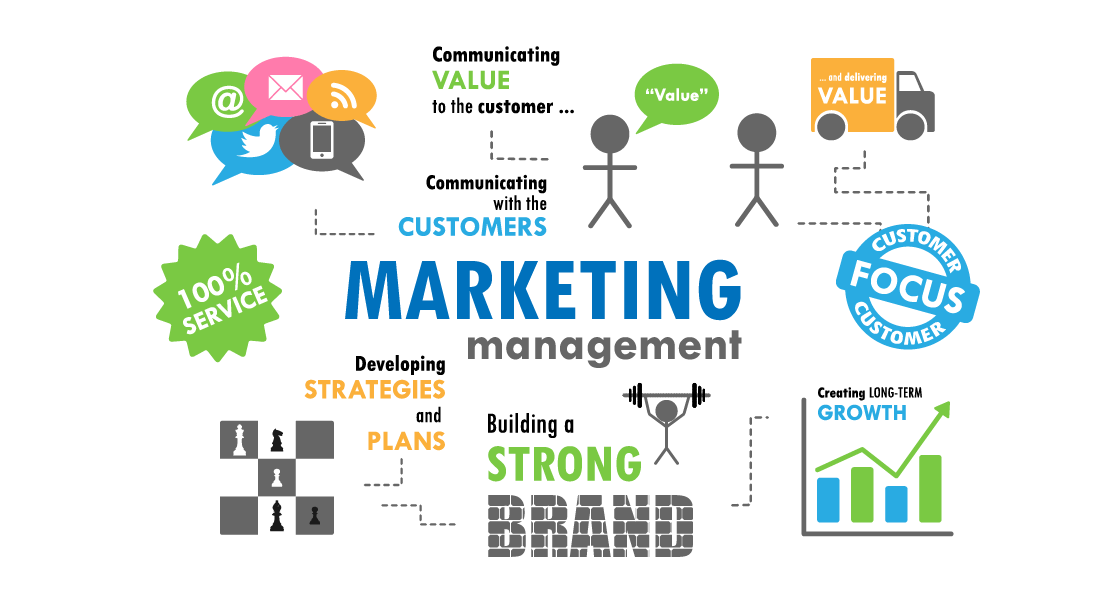 Communicating
VALUE
to the customer ...
“Value”
... and delivering
VALUE
@
Communicating
with the
CUSTOMERS
100%
SERVICE
MARKETING
management
CUSTOMER
FOCUS
CUSTOMER
Developing
STRATEGIES
and
PLANS
Building a
STRONG
BRAND
Creating LONG-TERM
GROWTH